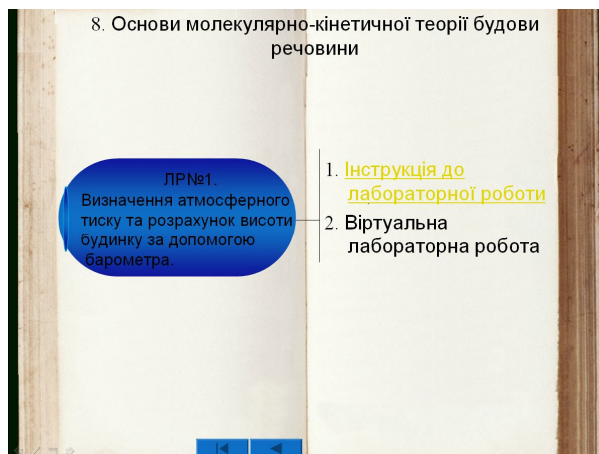 8. Основи молекулярно-кінетичної теорії будови
речовини
ЛР№1.
Визначення атмосферного
тиску та розрахунок висоти
будинку за допомогою
барометра.
1. Інструкція до
лабораторної роботи
2. Віртуальна
лабораторна робота